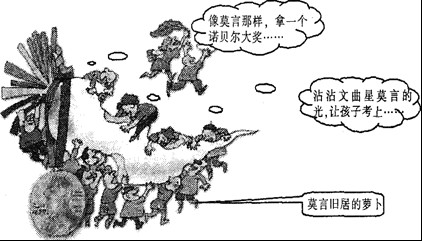 像莫言那样，拿一个
诺贝尔大奖……
沾沾文曲星莫言的
光，让孩子考上……
莫言旧居的萝卜